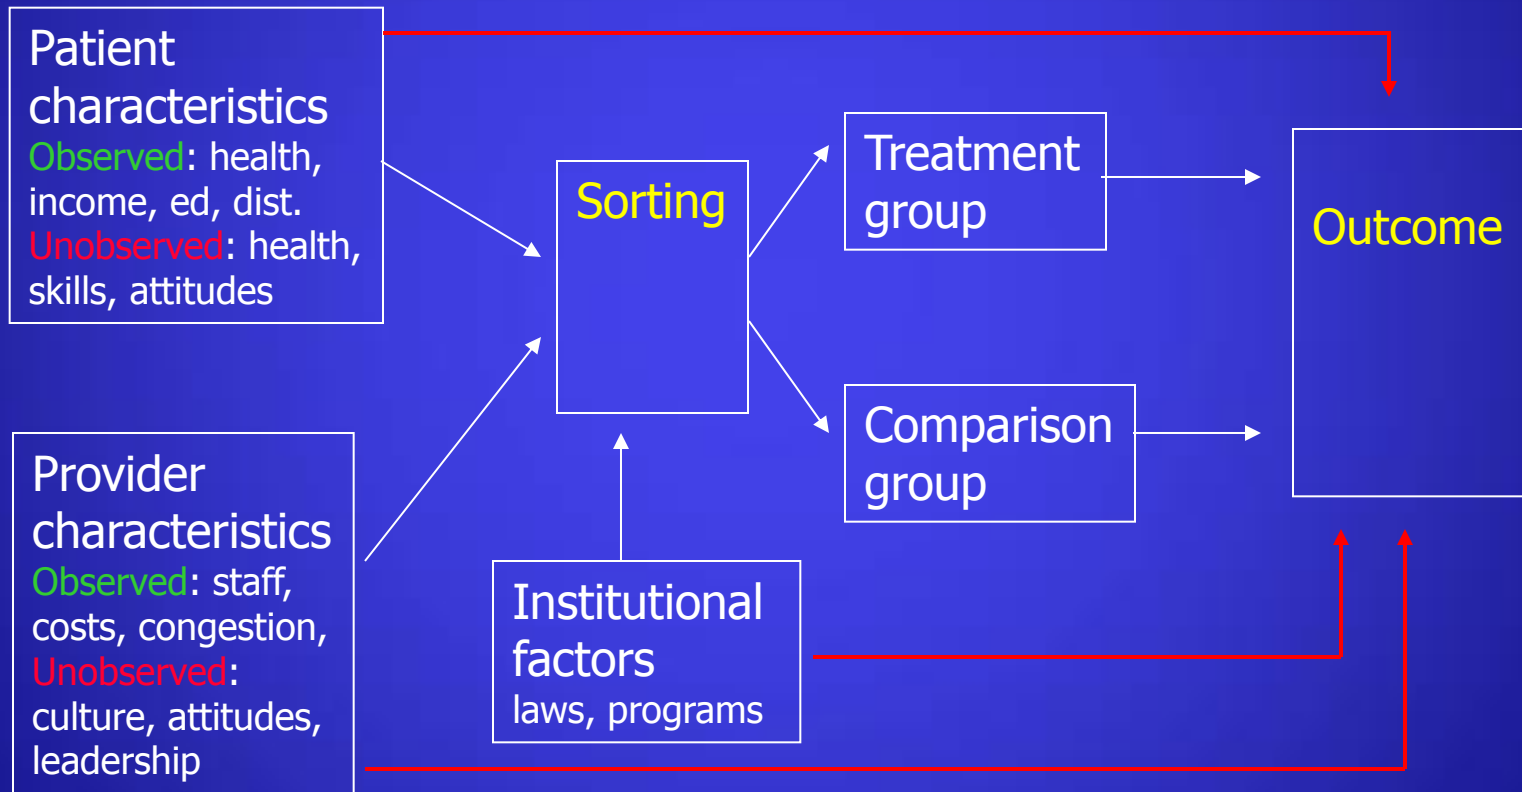 Patient
characteristics
Observed: health,
income, ed, dist.
Unobserved: health,
skills, attitudes
Provider
characteristics
Observed: staff,
costs, congestion,
Unobserved:
culture, attitudes,
leadership
Sorting
Institutional
factors
laws, programs
Treatment
group
Comparison
group
Outcome